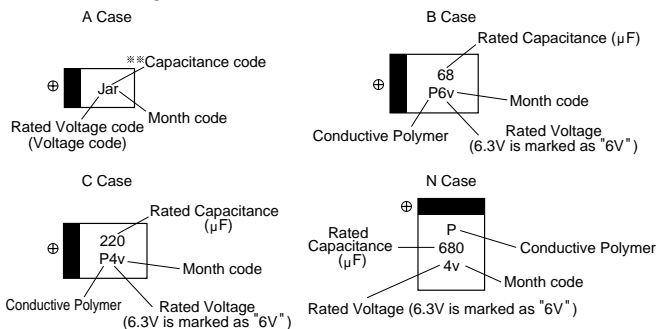 A Case
※※Capacitance code
⊕
Jar
Month code
Rated Voltage code
(Voltage code)
B Case
Rated Capacitance (μF)
⊕
68
P6v
Month code
Conductive Polymer
Rated Voltage
(6.3V is marked as "6V")
C Case
Rated Capacitance
(μF)
⊕
220
P4v
Month code
Conductive Polymer
Rated Voltage
(6.3V is marked as "6V")
N Case
⊕
P
Conductive Polymer
Rated
Capacitance
(μF)
680
4v
Month code
Rated Voltage (6.3V is marked as "6V")